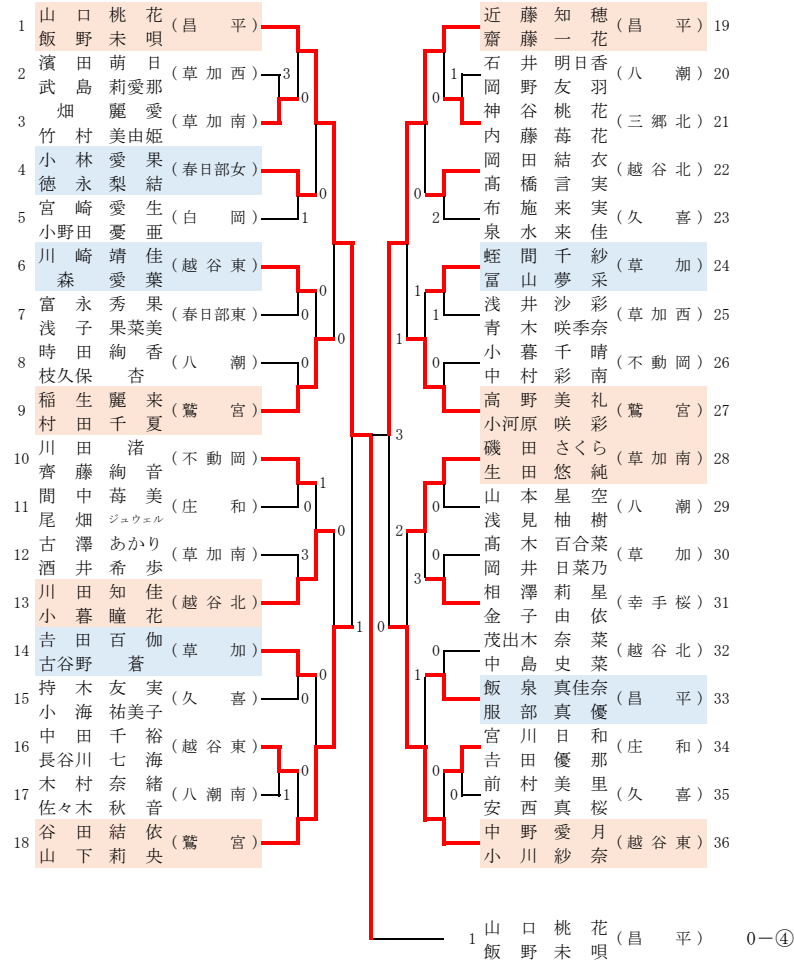 1 山口桃花 (昌平)
飯野未唄
2 濱田萌日 (草加西) 3
武島莉愛那
0
3 畑麗愛 (草加南)
竹村美由姫
4 小林愛果 (春日部女)
徳永梨結
0
5 宮崎愛生 (白岡) 1
小野田憂亜
6 川崎靖佳 (越谷東)
森愛葉
0
7 富永秀果 (春日部東) 0
浅子果菜美
0
8 時田絢香 (八潮) 0
枝久保杏
9 稲生麗来 (鷲宮)
村田千夏
10 川田渚 (不動岡)
齊藤絢音
1
11 間中苺美 (庄和) 0
尾畑ジュウェル
0
12 古澤あかり (草加南) 3
酒井希歩
13 川田知佳 (越谷北)
小暮瞳花
1
14 𠮷田百伽 (草加)
古谷野蒼
0
15 持木友実 (久喜) 0
小海祐美子
16 中田千裕 (越谷東)
長谷川七海
0
17 木村奈緒 (八潮南) 1
佐々木秋音
18 谷田結依 (鷲宮)
山下莉央
近藤知穂 (昌平) 19
齋藤一花
1 石井明日香 (八潮) 20
岡野友羽
0
神谷桃花 (三郷北) 21
内藤苺花
0
岡田結衣 (越谷北) 22
髙橋言実
2 布施来実 (久喜) 23
泉水来佳
蛭間千紗 (草加) 24
冨山夢采
1
1 浅井沙彩 (草加西) 25
青木咲季奈
1
0 小暮千晴 (不動岡) 26
中村彩南
高野美礼 (鷲宮) 27
小河原咲彩
3
磯田さくら (草加南) 28
生田悠純
0 山本星空 (八潮) 29
浅見柚樹
2
0 髙木百合菜 (草加) 30
岡井日菜乃
3
相澤莉星 (幸手桜) 31
金子由依
0
0 茂出木奈菜 (越谷北) 32
中島史菜
1
飯泉真佳奈 (昌平) 33
服部真優
宮川日和 (庄和) 34
𠮷田優那
0
0 前村美里 (久喜) 35
安西真桜
中野愛月 (越谷東) 36
小川紗奈
1 山口桃花 (昌平) 0－④
飯野未唄